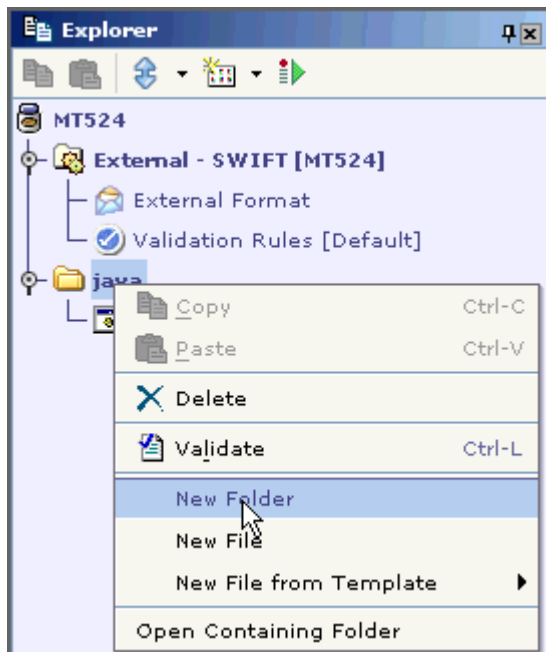 Explorer
MT524
External - SWIFT [MT524]
External Format
Validation Rules [Default]
java
Copy Ctrl-C
Paste Ctrl-V
Delete
Validate Ctrl-L
New Folder
New File
New File from Template
Open Containing Folder